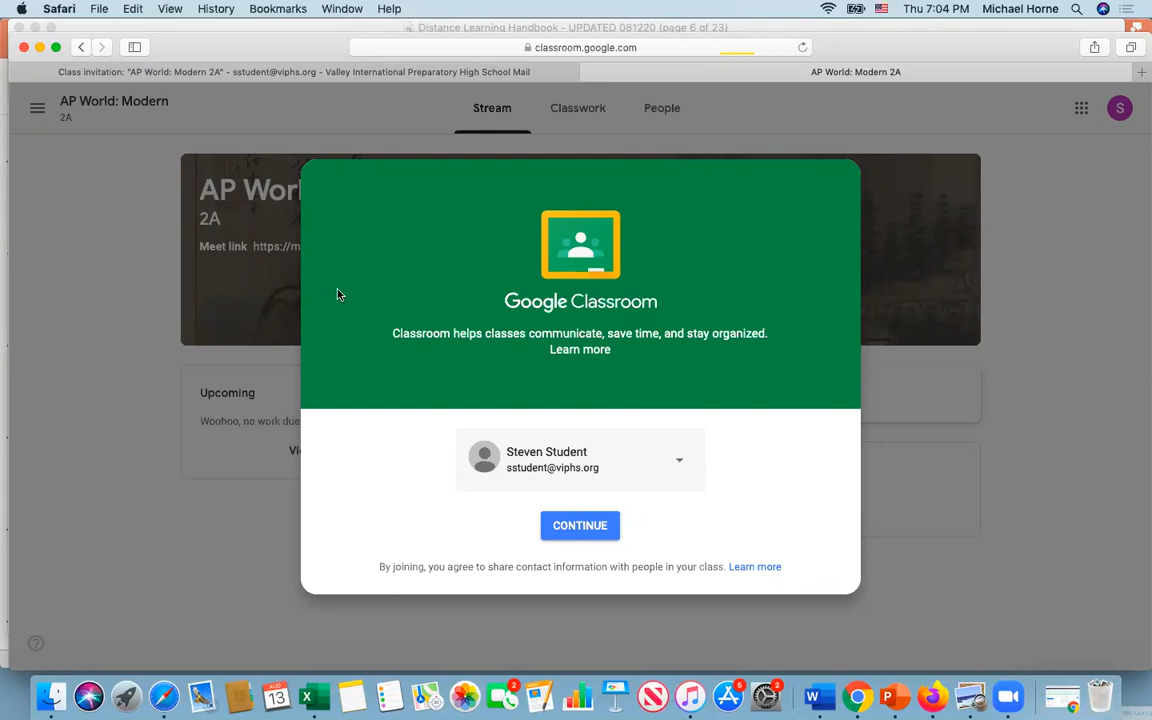 Safari File Edit View History Bookmarks Window Help Thu 7:04 PM Michael Horne
Distance Learning Handbook - UPDATED 081220 (page 6 of 23)
classroom.google.com
Class invitation: "AP World: Modern 2A" - sstudent@viphs.org - Valley International Preparatory High School Mail
AP World: Modern 2A
AP World: Modern
2A
Stream Classwork People
S
AP Worl
2A
Meet link https://m
Google Classroom
Classroom helps classes communicate, save time, and stay organized.
Learn more
Upcoming
Woohoo, no work due
Vi
Steven Student
sstudent@viphs.org
CONTINUE
By joining, you agree to share contact information with people in your class. Learn more
AUG
13
2
6
2